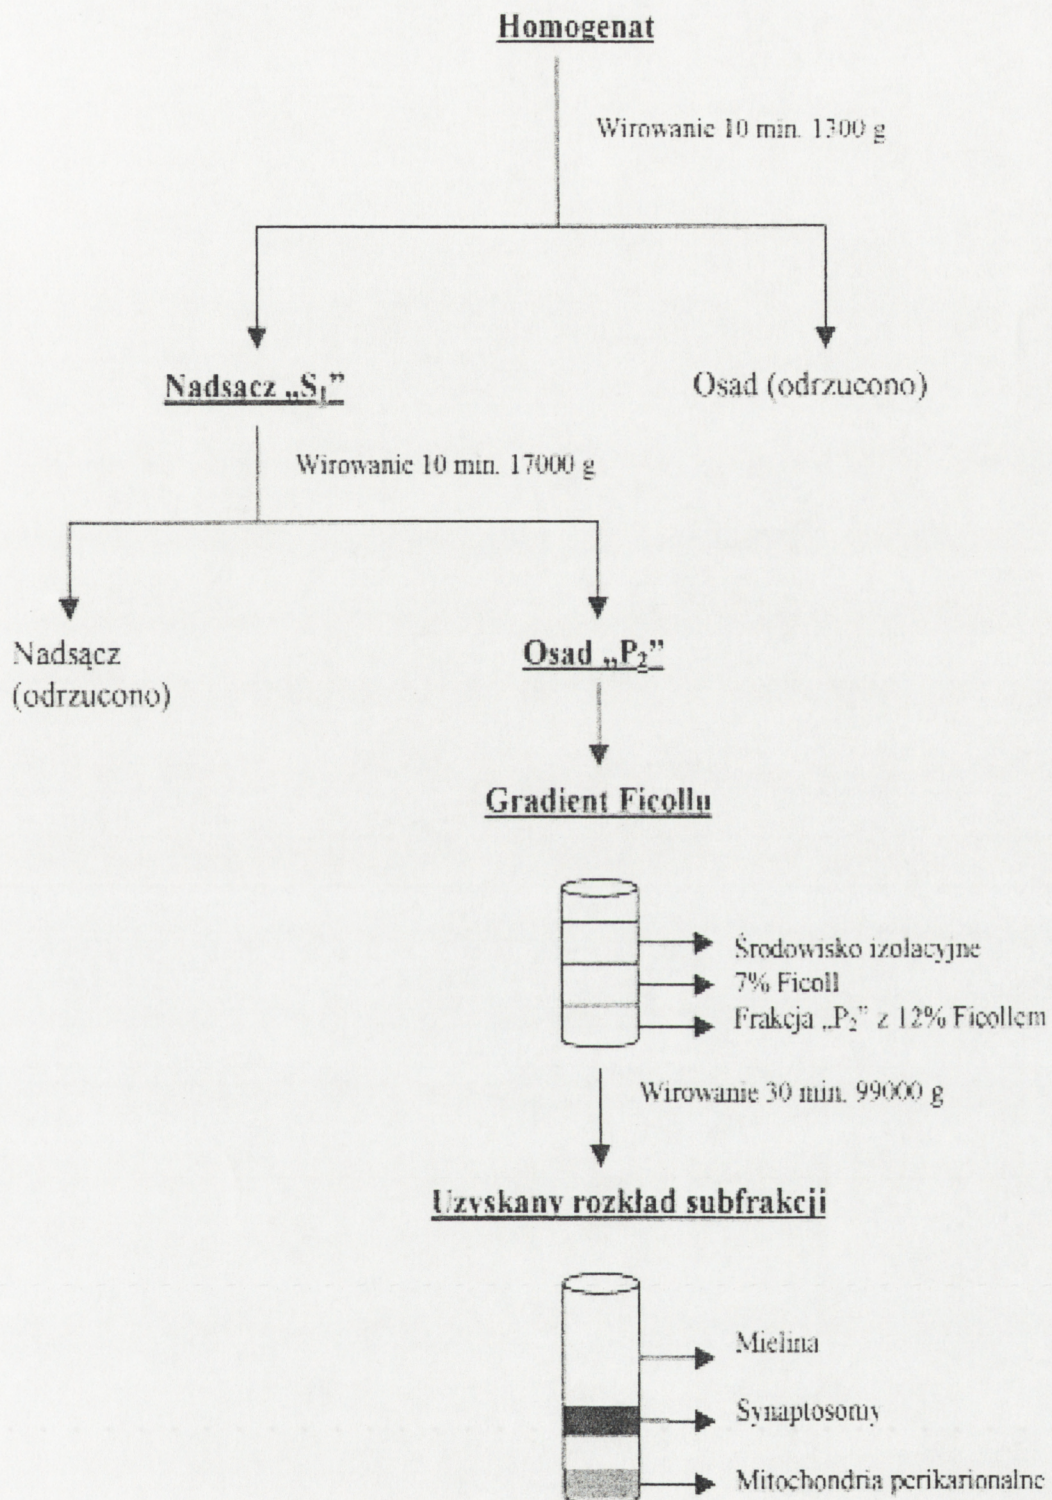 Homogenat
Wirowanie 10 min. 1300 g
Nadsącz „S₁”
Osad (odrzucono)
Wirowanie 10 min. 17000 g
Nadsącz
(odrzucono)
Osad „P₂”
Gradient Ficollu
Środowisko izolacyjne
7% Ficoll
Frakcja „P₂” z 12% Ficollem
Wirowanie 30 min. 99000 g
Uzyskany rozkład subfrakcji
Mielina
Synaptosomy
Mitochondria perikarionalne